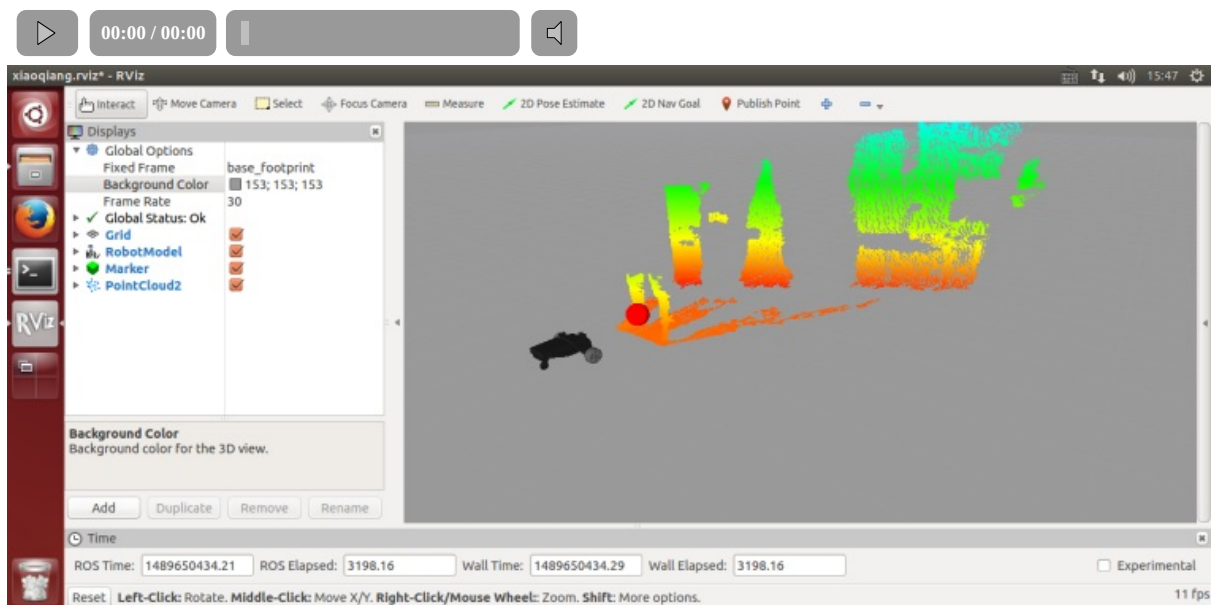 00:00 / 00:00
xiaoqiang.rviz* - RViz
15:47
Interact Move Camera Select Focus Camera Measure 2D Pose Estimate 2D Nav Goal Publish Point
Displays
Global Options
Fixed Frame base_footprint
Background Color 153; 153; 153
Frame Rate 30
Global Status: Ok
Grid
RobotModel
Marker
PointCloud2
RViz
Background Color
Background color for the 3D view.
Add Duplicate Remove Rename
Time
ROS Time: 1489650434.21 ROS Elapsed: 3198.16 Wall Time: 1489650434.29 Wall Elapsed: 3198.16 Experimental
Reset Left-Click: Rotate. Middle-Click: Move X/Y. Right-Click/Mouse Wheel:: Zoom. Shift: More options. 11 fps